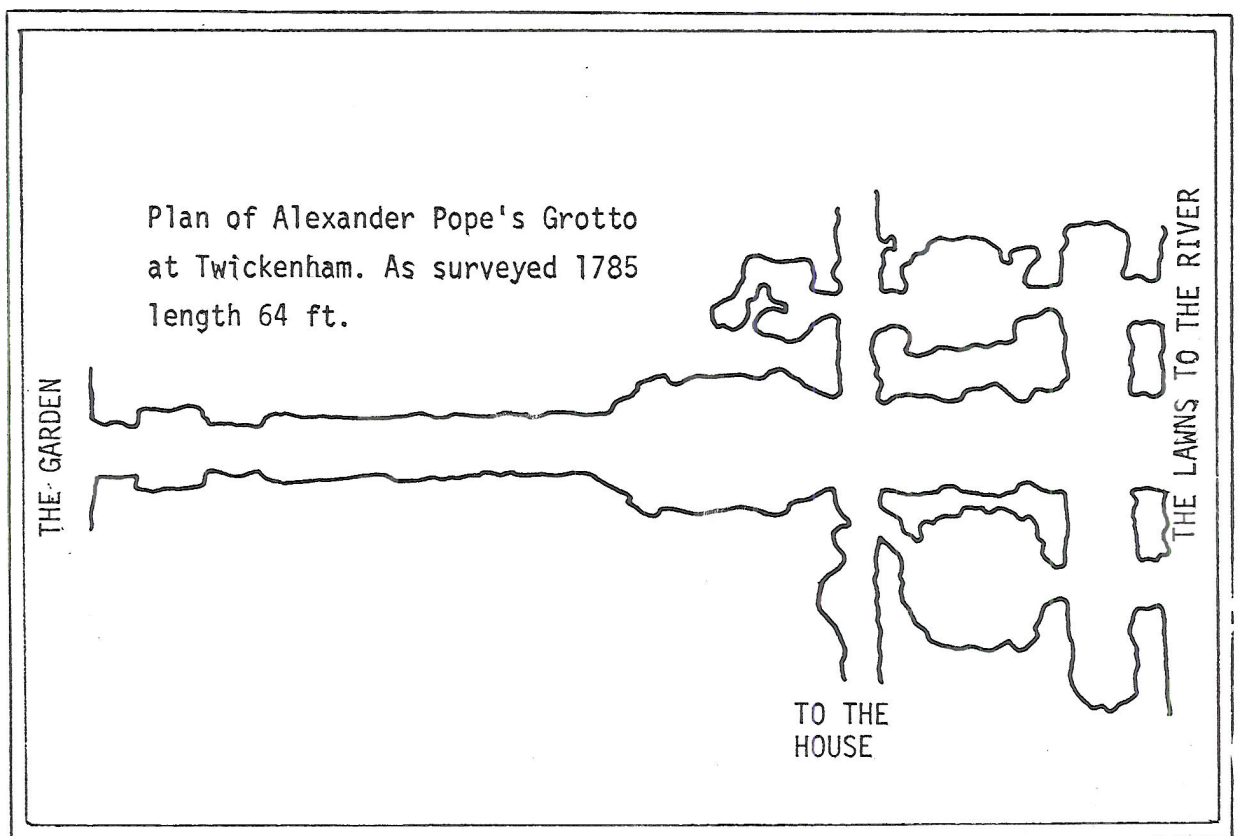 Plan of Alexander Pope's Grotto
at Twickenham. As surveyed 1785
length 64 ft.
THE GARDEN
THE LAWNS TO THE RIVER
TO THE
HOUSE